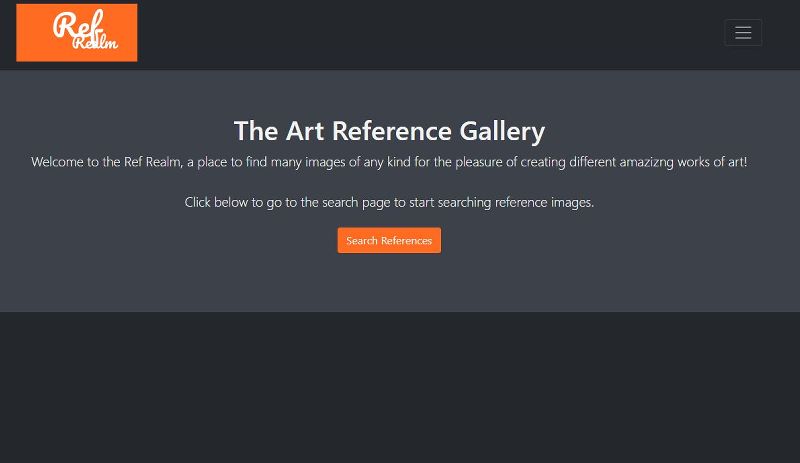 Ref
Realm
The Art Reference Gallery
Welcome to the Ref Realm, a place to find many images of any kind for the pleasure of creating different amazizng works of art!
Click below to go to the search page to start searching reference images.
Search References